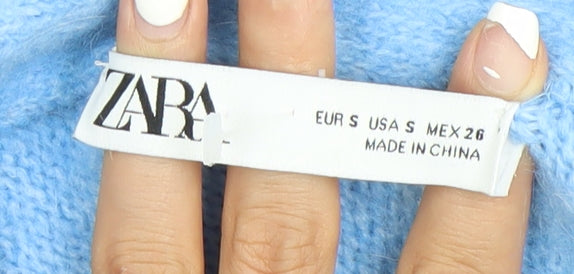 ZARA
EUR S USA S MEX 26
MADE IN CHINA